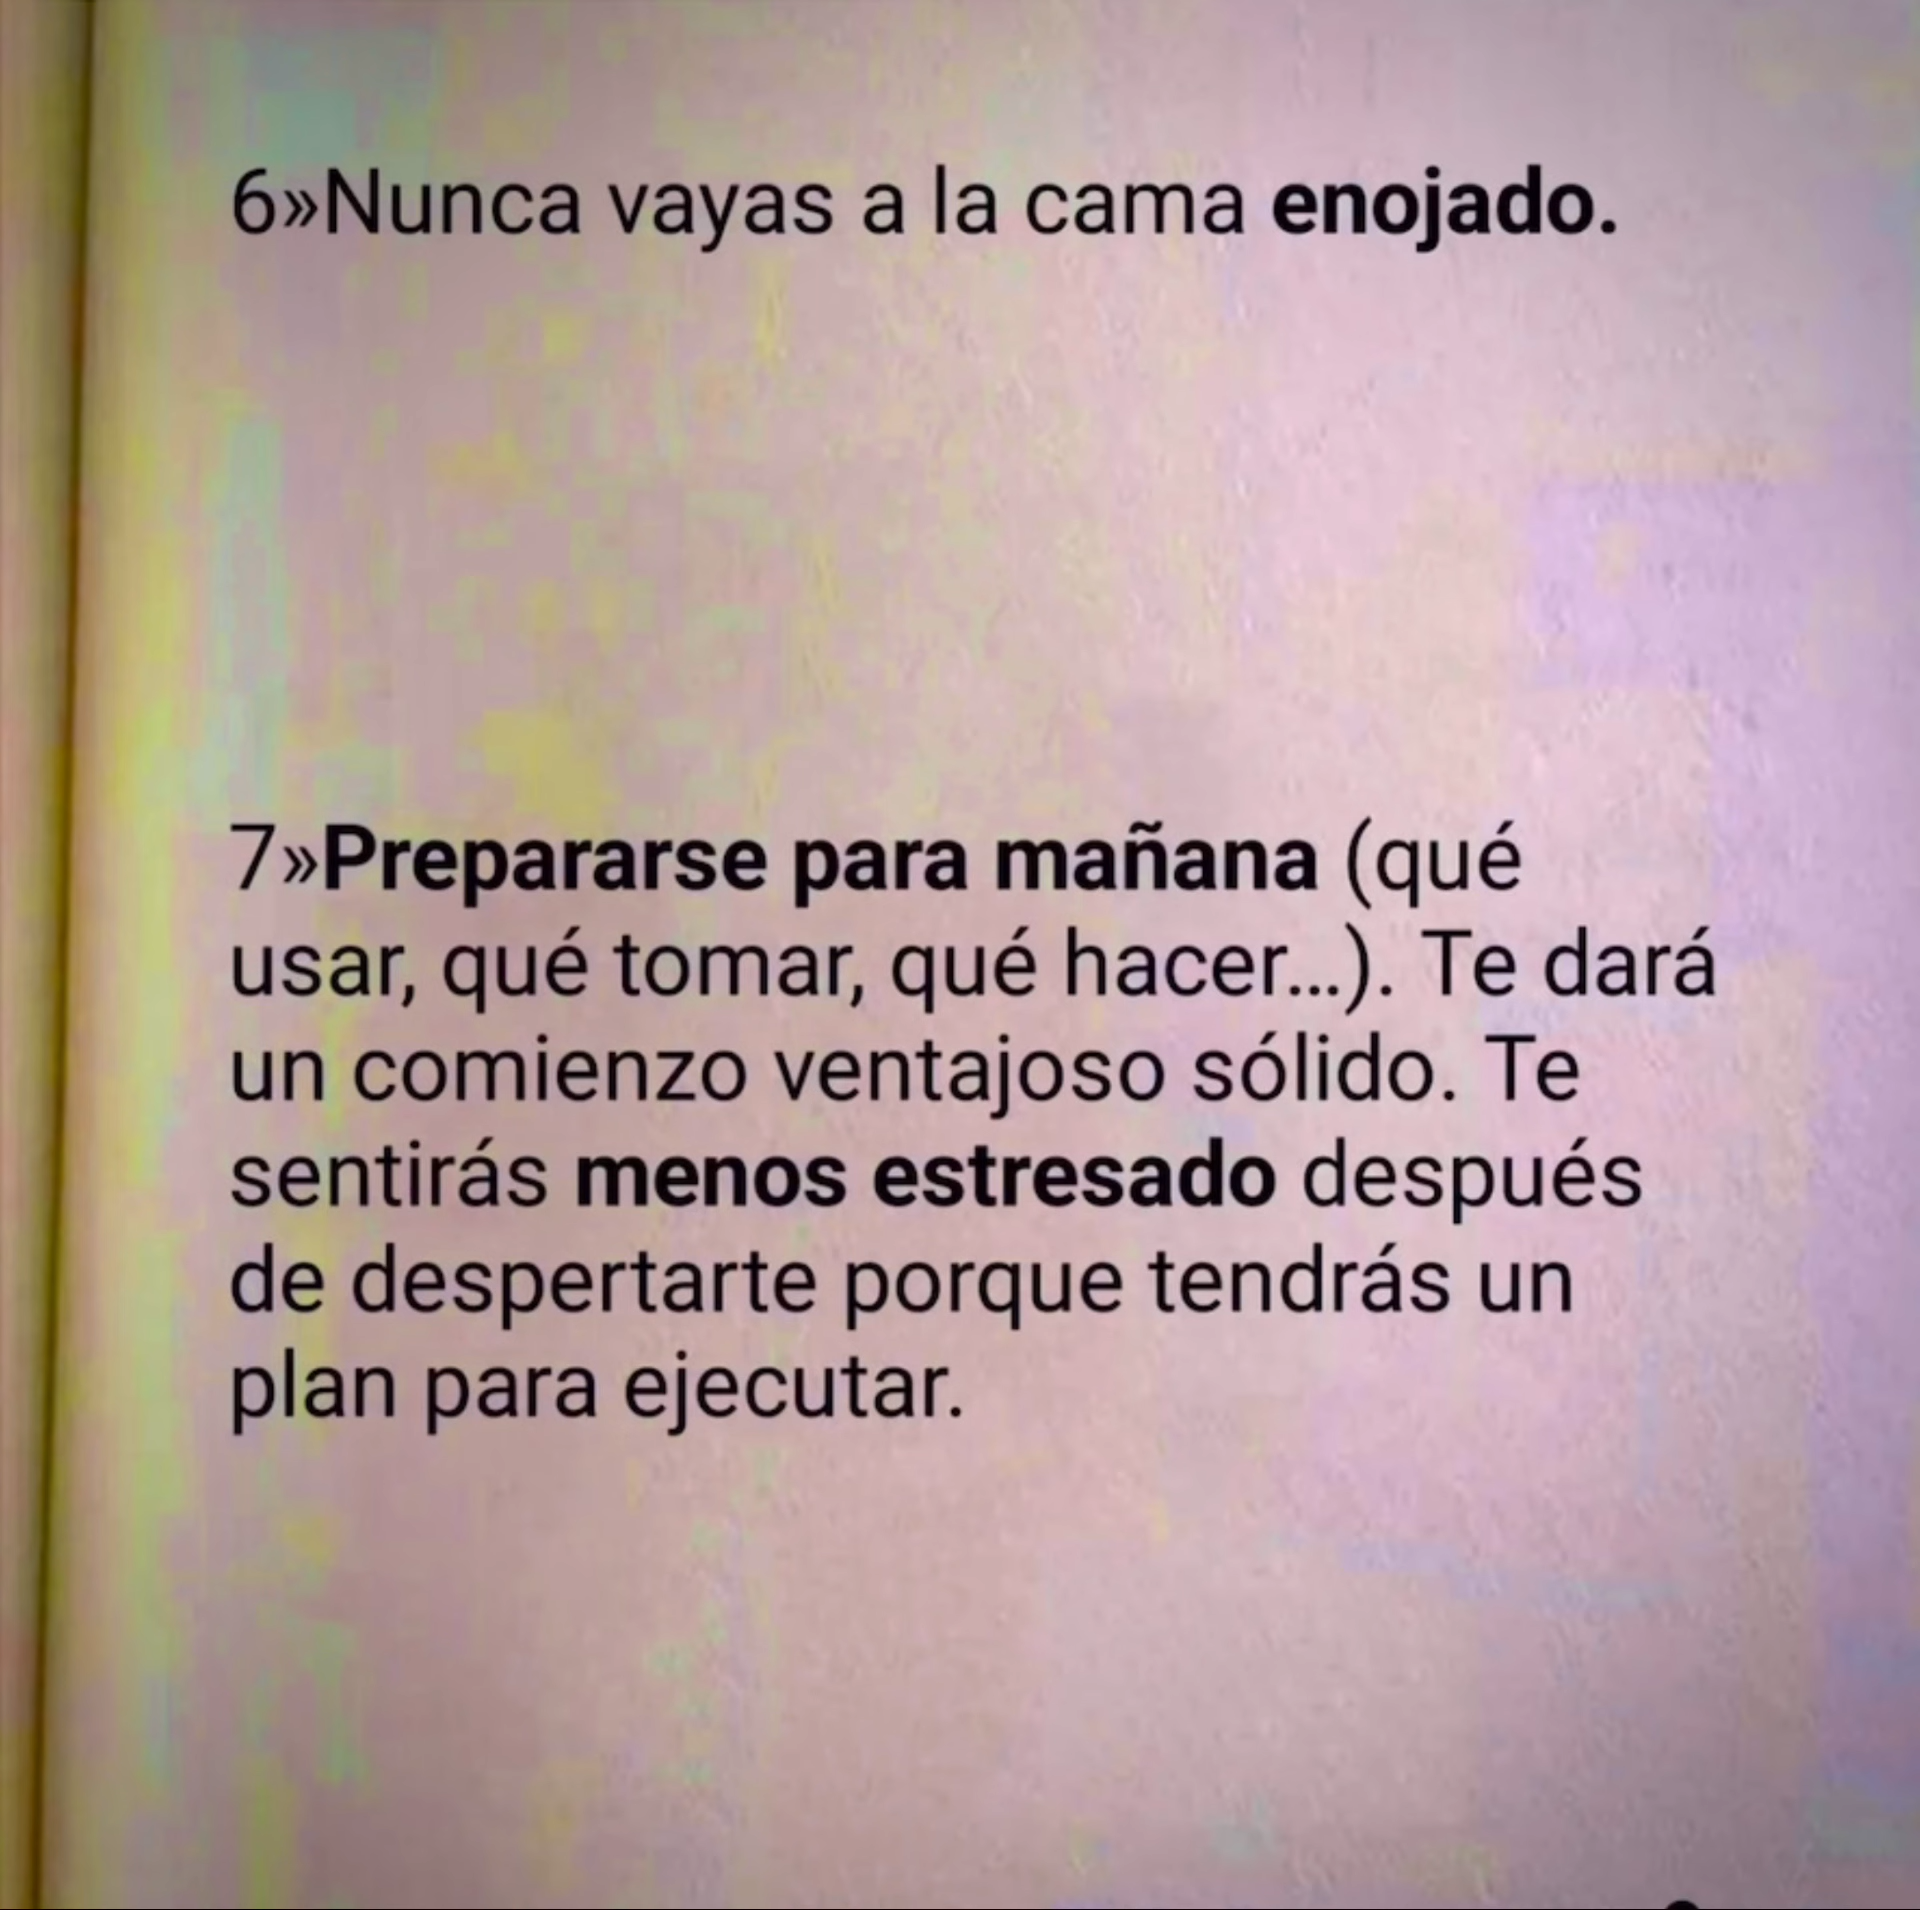 6»Nunca vayas a la cama enojado.
7»Prepararse para mañana (qué
usar, qué tomar, qué hacer...). Te dará
un comienzo ventajoso sólido. Te
sentirás menos estresado después
de despertarte porque tendrás un
plan para ejecutar.